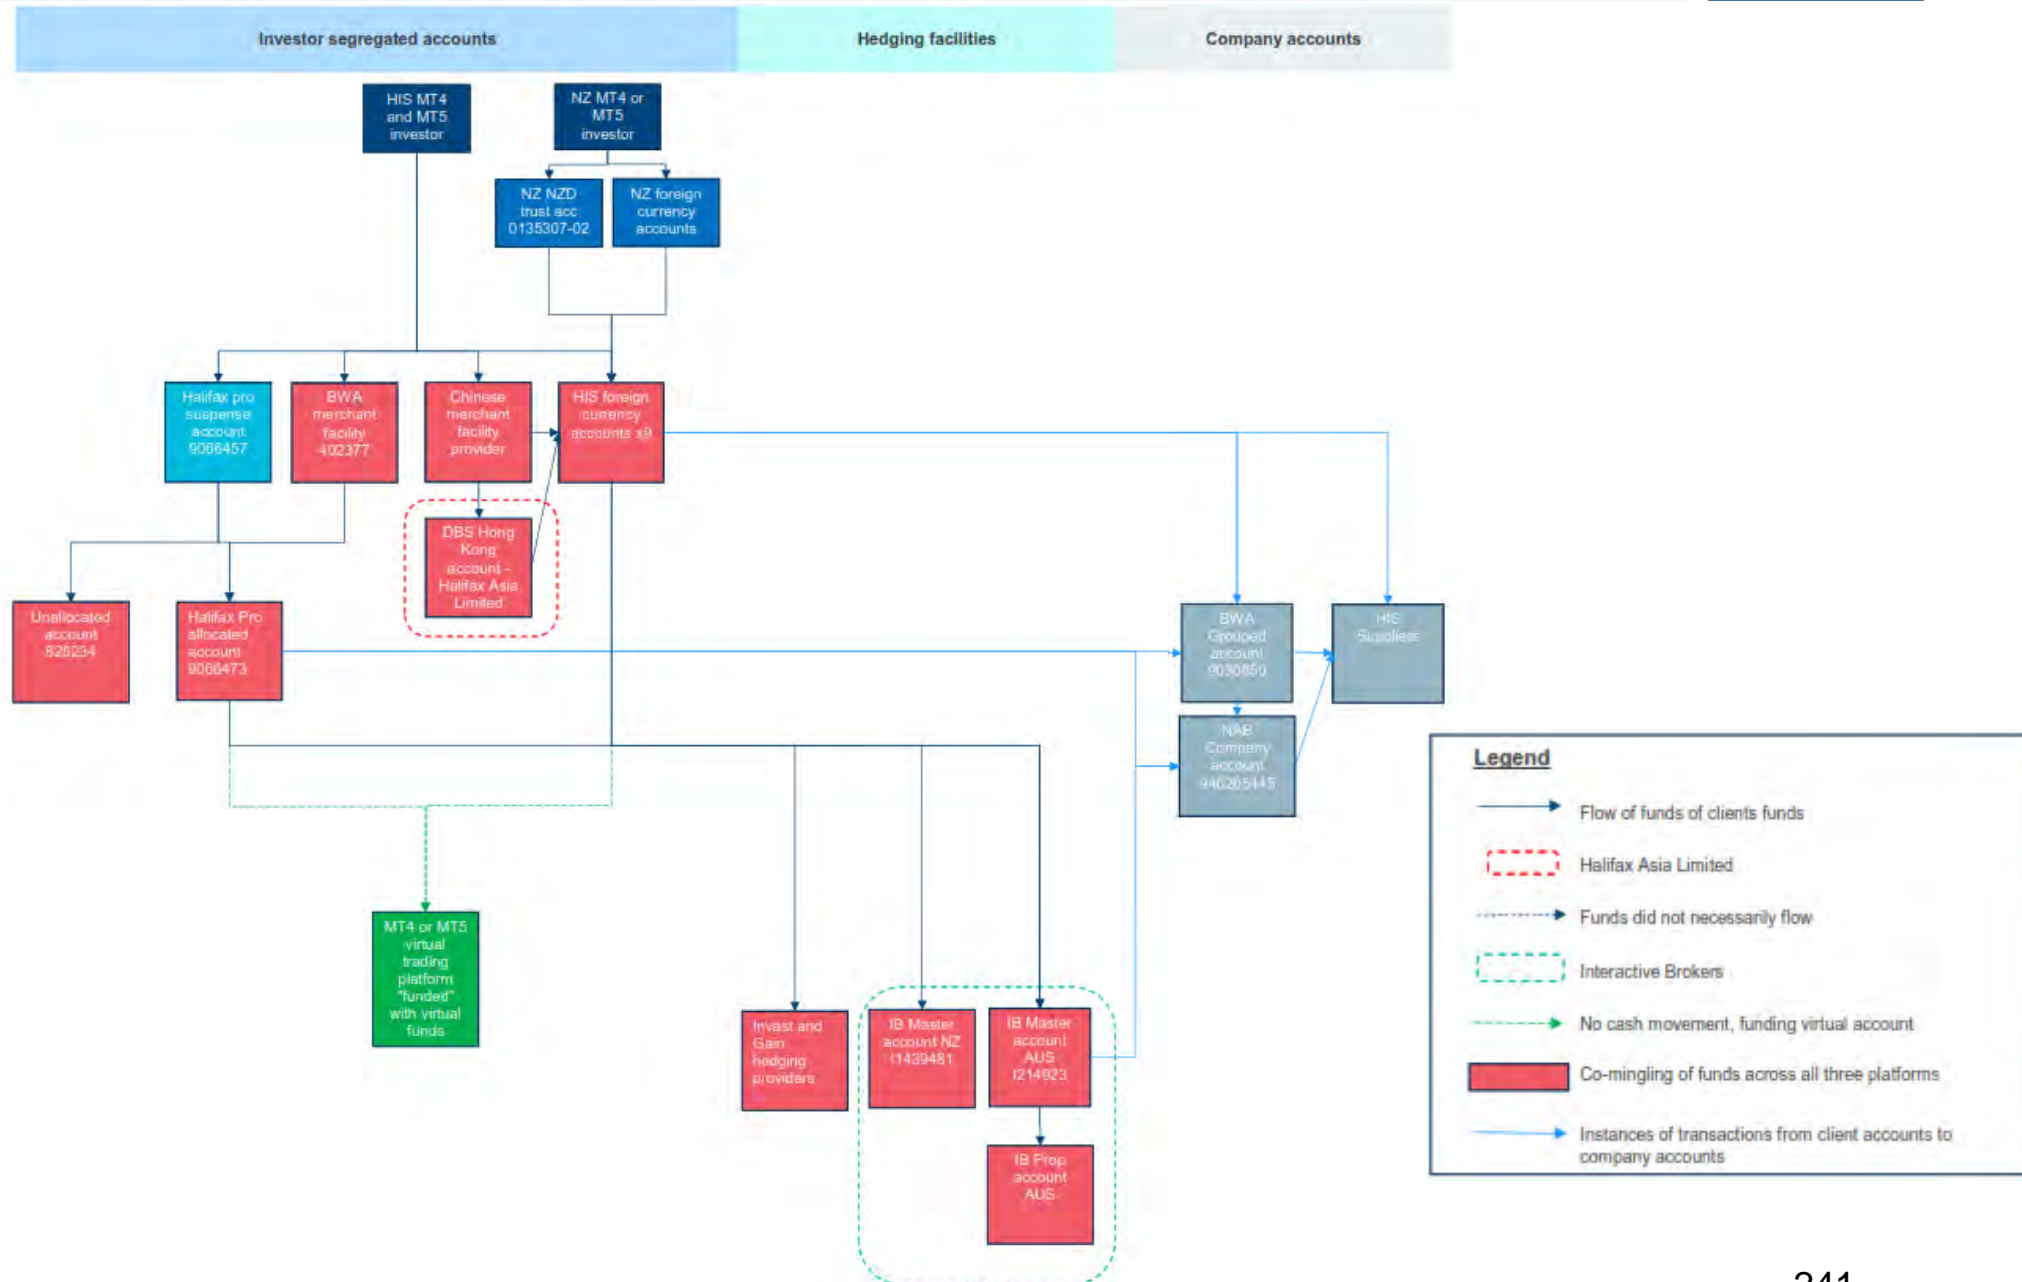 Investor segregated accounts
Hedging facilities
Company accounts
HIS MT4
and MT5
investor
NZ MT4 or
MT5
investor
NZ NZD
trust acc
0135307-02
NZ foreign
currency
accounts
Halifax pro
suspense
account
9066457
BWA
merchant
facility
402377
Chinese
merchant
facility
provider
HIS foreign
currency
accounts x9
DBS Hong
Kong
account -
Halifax Asia
Limited
Unallocated
account
826234
Halifax Pro
allocated
account
9066473
BWA
Grouped
account
9030850
HIS
Suppliers
NAB
Company
account
MT4 or MT5
virtual
trading
platform
"funded"
with virtual
funds
Invast and
Gain
hedging
providers
IB Master
account NZ
I1439481
IB Master
account
AUS
I214923
IB Prop
account
AUS
Legend
Flow of funds of clients funds
Halifax Asia Limited
Funds did not necessarily flow
Interactive Brokers
No cash movement, funding virtual account
Co-mingling of funds across all three platforms
Instances of transactions from client accounts to
company accounts